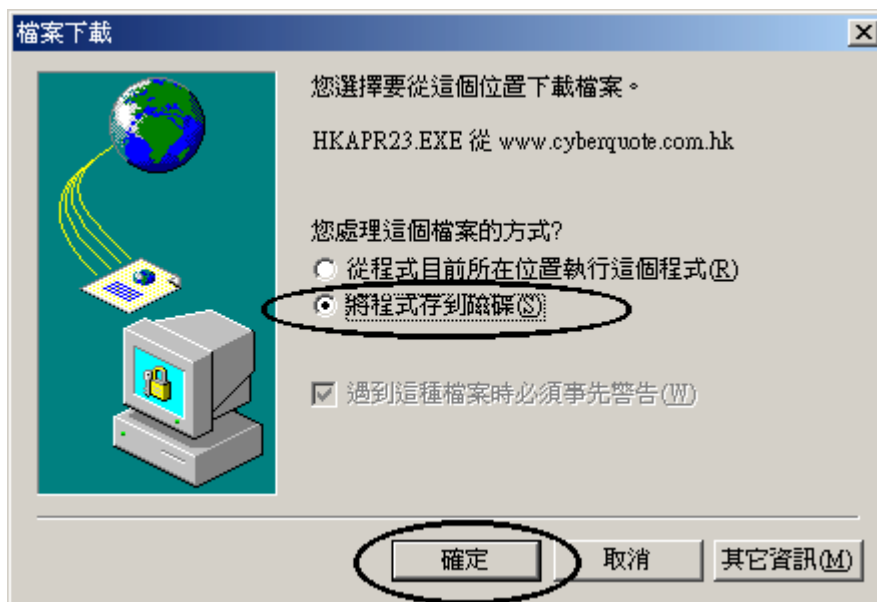 檔案下載
您選擇要從這個位置下載檔案。
HKAPR23.EXE 從 www.cyberquote.com.hk
您處理這個檔案的方式?
從程式目前所在位置執行這個程式(R)
將程式存到磁碟(S)
遇到這種檔案時必須事先警告(W)
確定 取消 其它資訊(M)